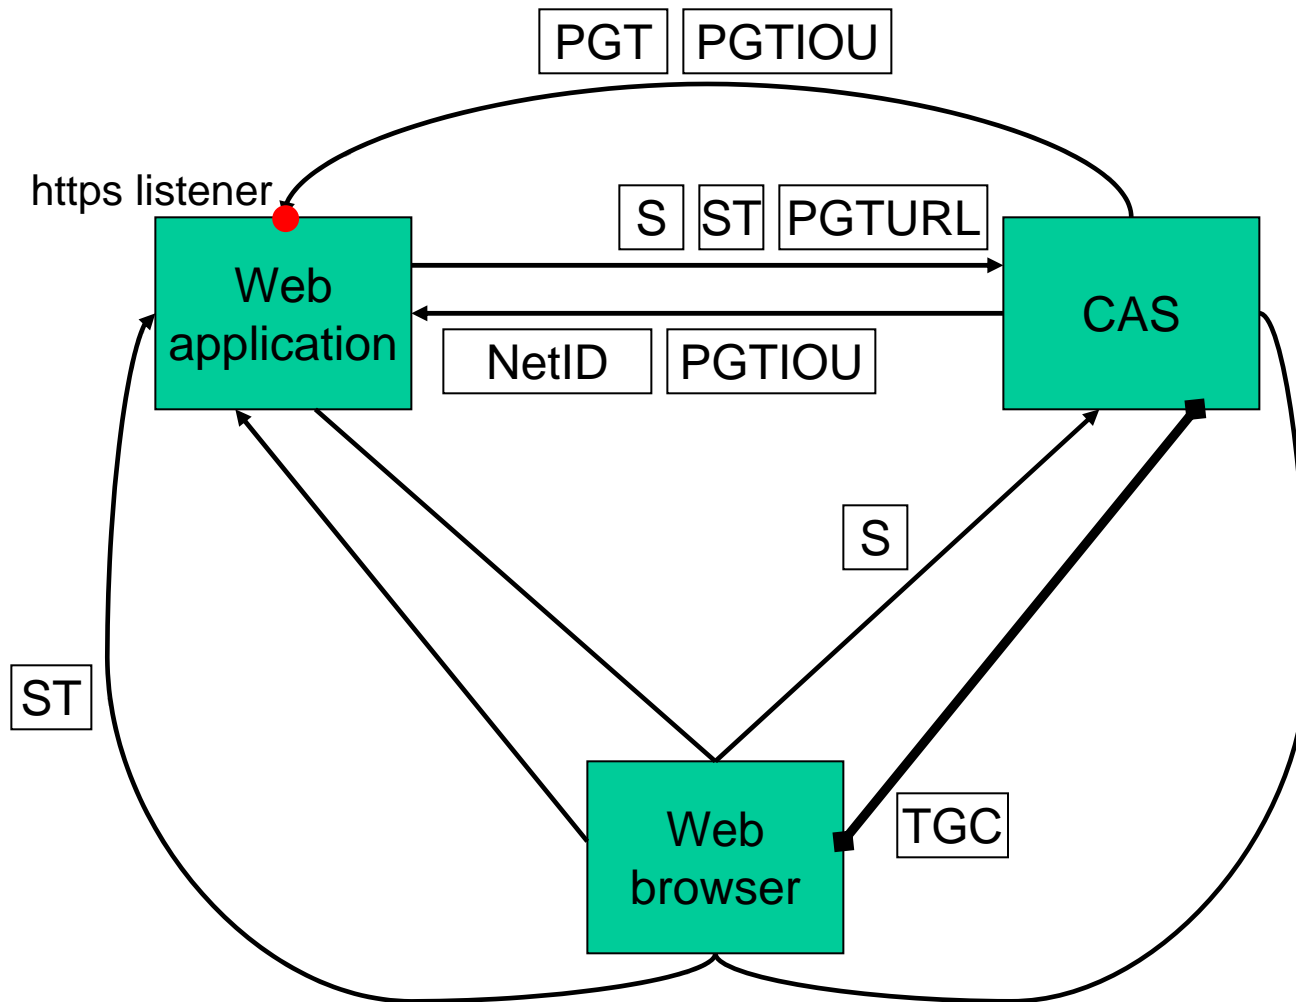 PGT PGTIOU
https listener
S ST PGTURL
Web
application
CAS
NetID PGTIOU
S
ST
TGC
Web
browser